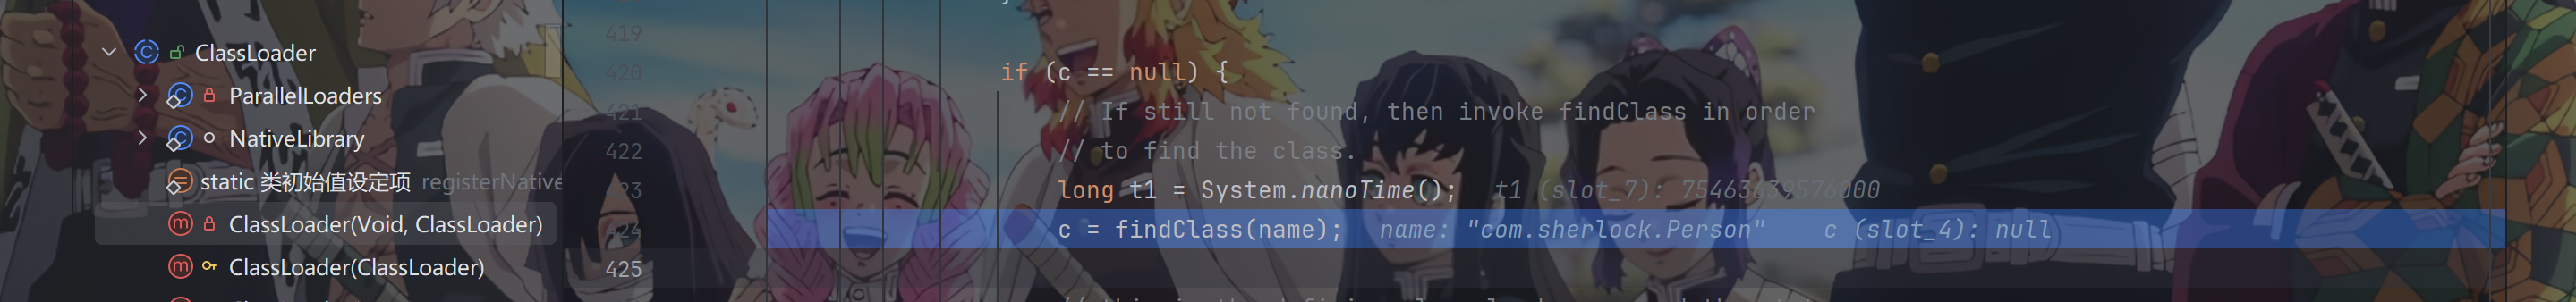 ClassLoader
ParallelLoaders
NativeLibrary
static 类初始值设定项 registerNative
ClassLoader(Void, ClassLoader)
ClassLoader(ClassLoader)
419
420 if (c == null) {
421 // If still not found, then invoke findClass in order
422 // to find the class.
423 long t1 = System.nanoTime(); t1 (slot_7): 75463639576000
424 c = findClass(name); name: "com.sherlock.Person" c (slot_4): null
425